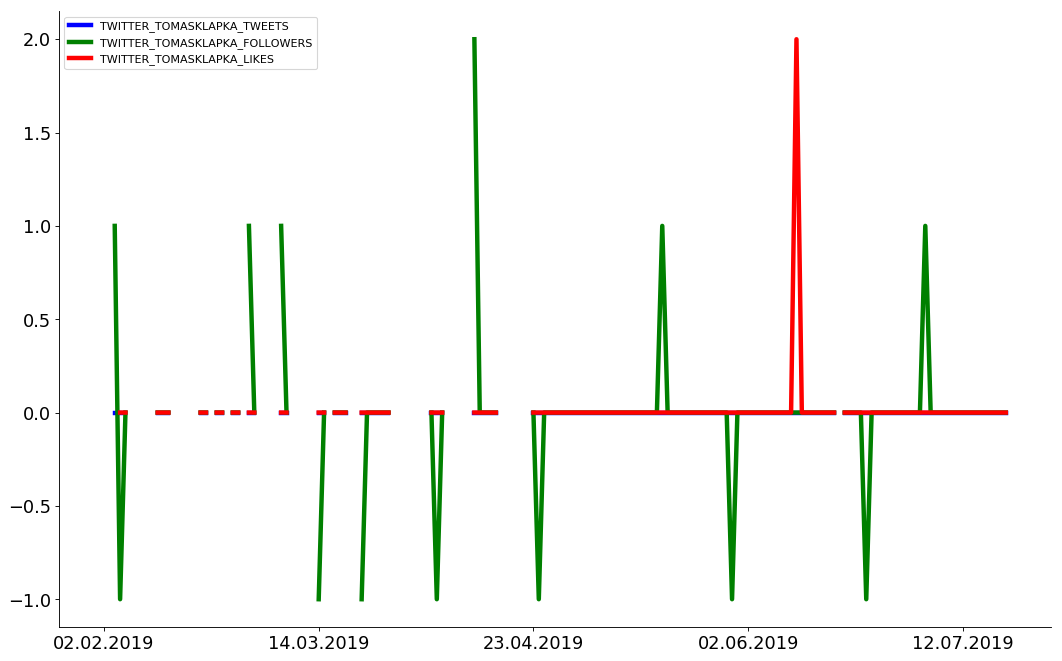 TWITTER_TOMASKLAPKA_TWEETS
TWITTER_TOMASKLAPKA_FOLLOWERS
TWITTER_TOMASKLAPKA_LIKES
2.0
1.5
1.0
0.5
0.0
−0.5
−1.0
02.02.2019 14.03.2019 23.04.2019 02.06.2019 12.07.2019